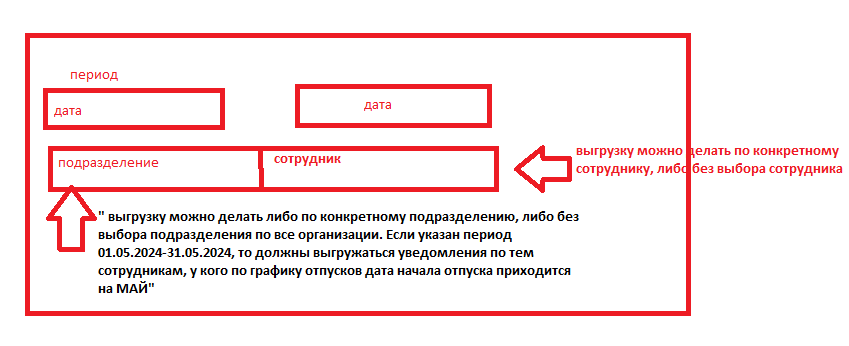 период
дата
дата
подразделение
сотрудник
выгрузку можно делать по конкретному
сотруднику, либо без выбора сотрудника
" выгрузку можно делать либо по конкретному подразделению, либо без
выбора подразделения по все организации. Если указан период
01.05.2024-31.05.2024, то должны выгружаться уведомления по тем
сотрудникам, у кого по графику отпусков дата начала отпуска приходится
на МАЙ"